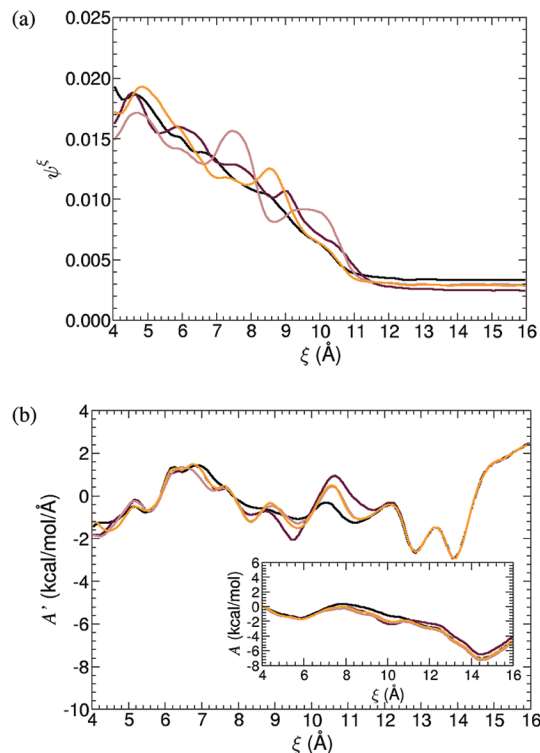 (a)
0.025
0.020
0.015
0.010
0.005
0.000
ψ^ξ
4 5 6 7 8 9 10 11 12 13 14 15 16
ξ (Å)
(b)
4
2
0
-2
-4
-6
-8
-10
A' (kcal/mol/Å)
4 5 6 7 8 9 10 11 12 13 14 15 16
ξ (Å)
6
4
2
0
-2
-4
-6
-8
A (kcal/mol)
4 6 8 10 12 14 16
ξ (Å)